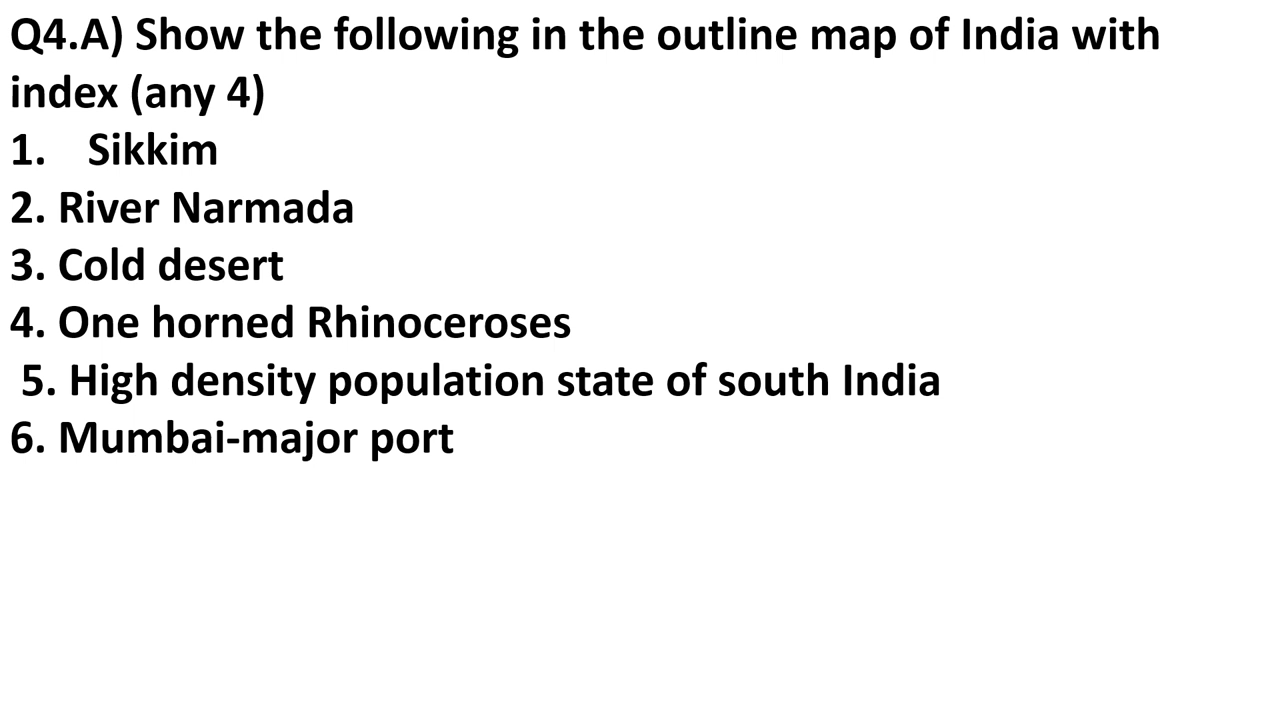 Q4.A) Show the following in the outline map of India with
index (any 4)
1. Sikkim
2. River Narmada
3. Cold desert
4. One horned Rhinoceroses
5. High density population state of south India
6. Mumbai-major port